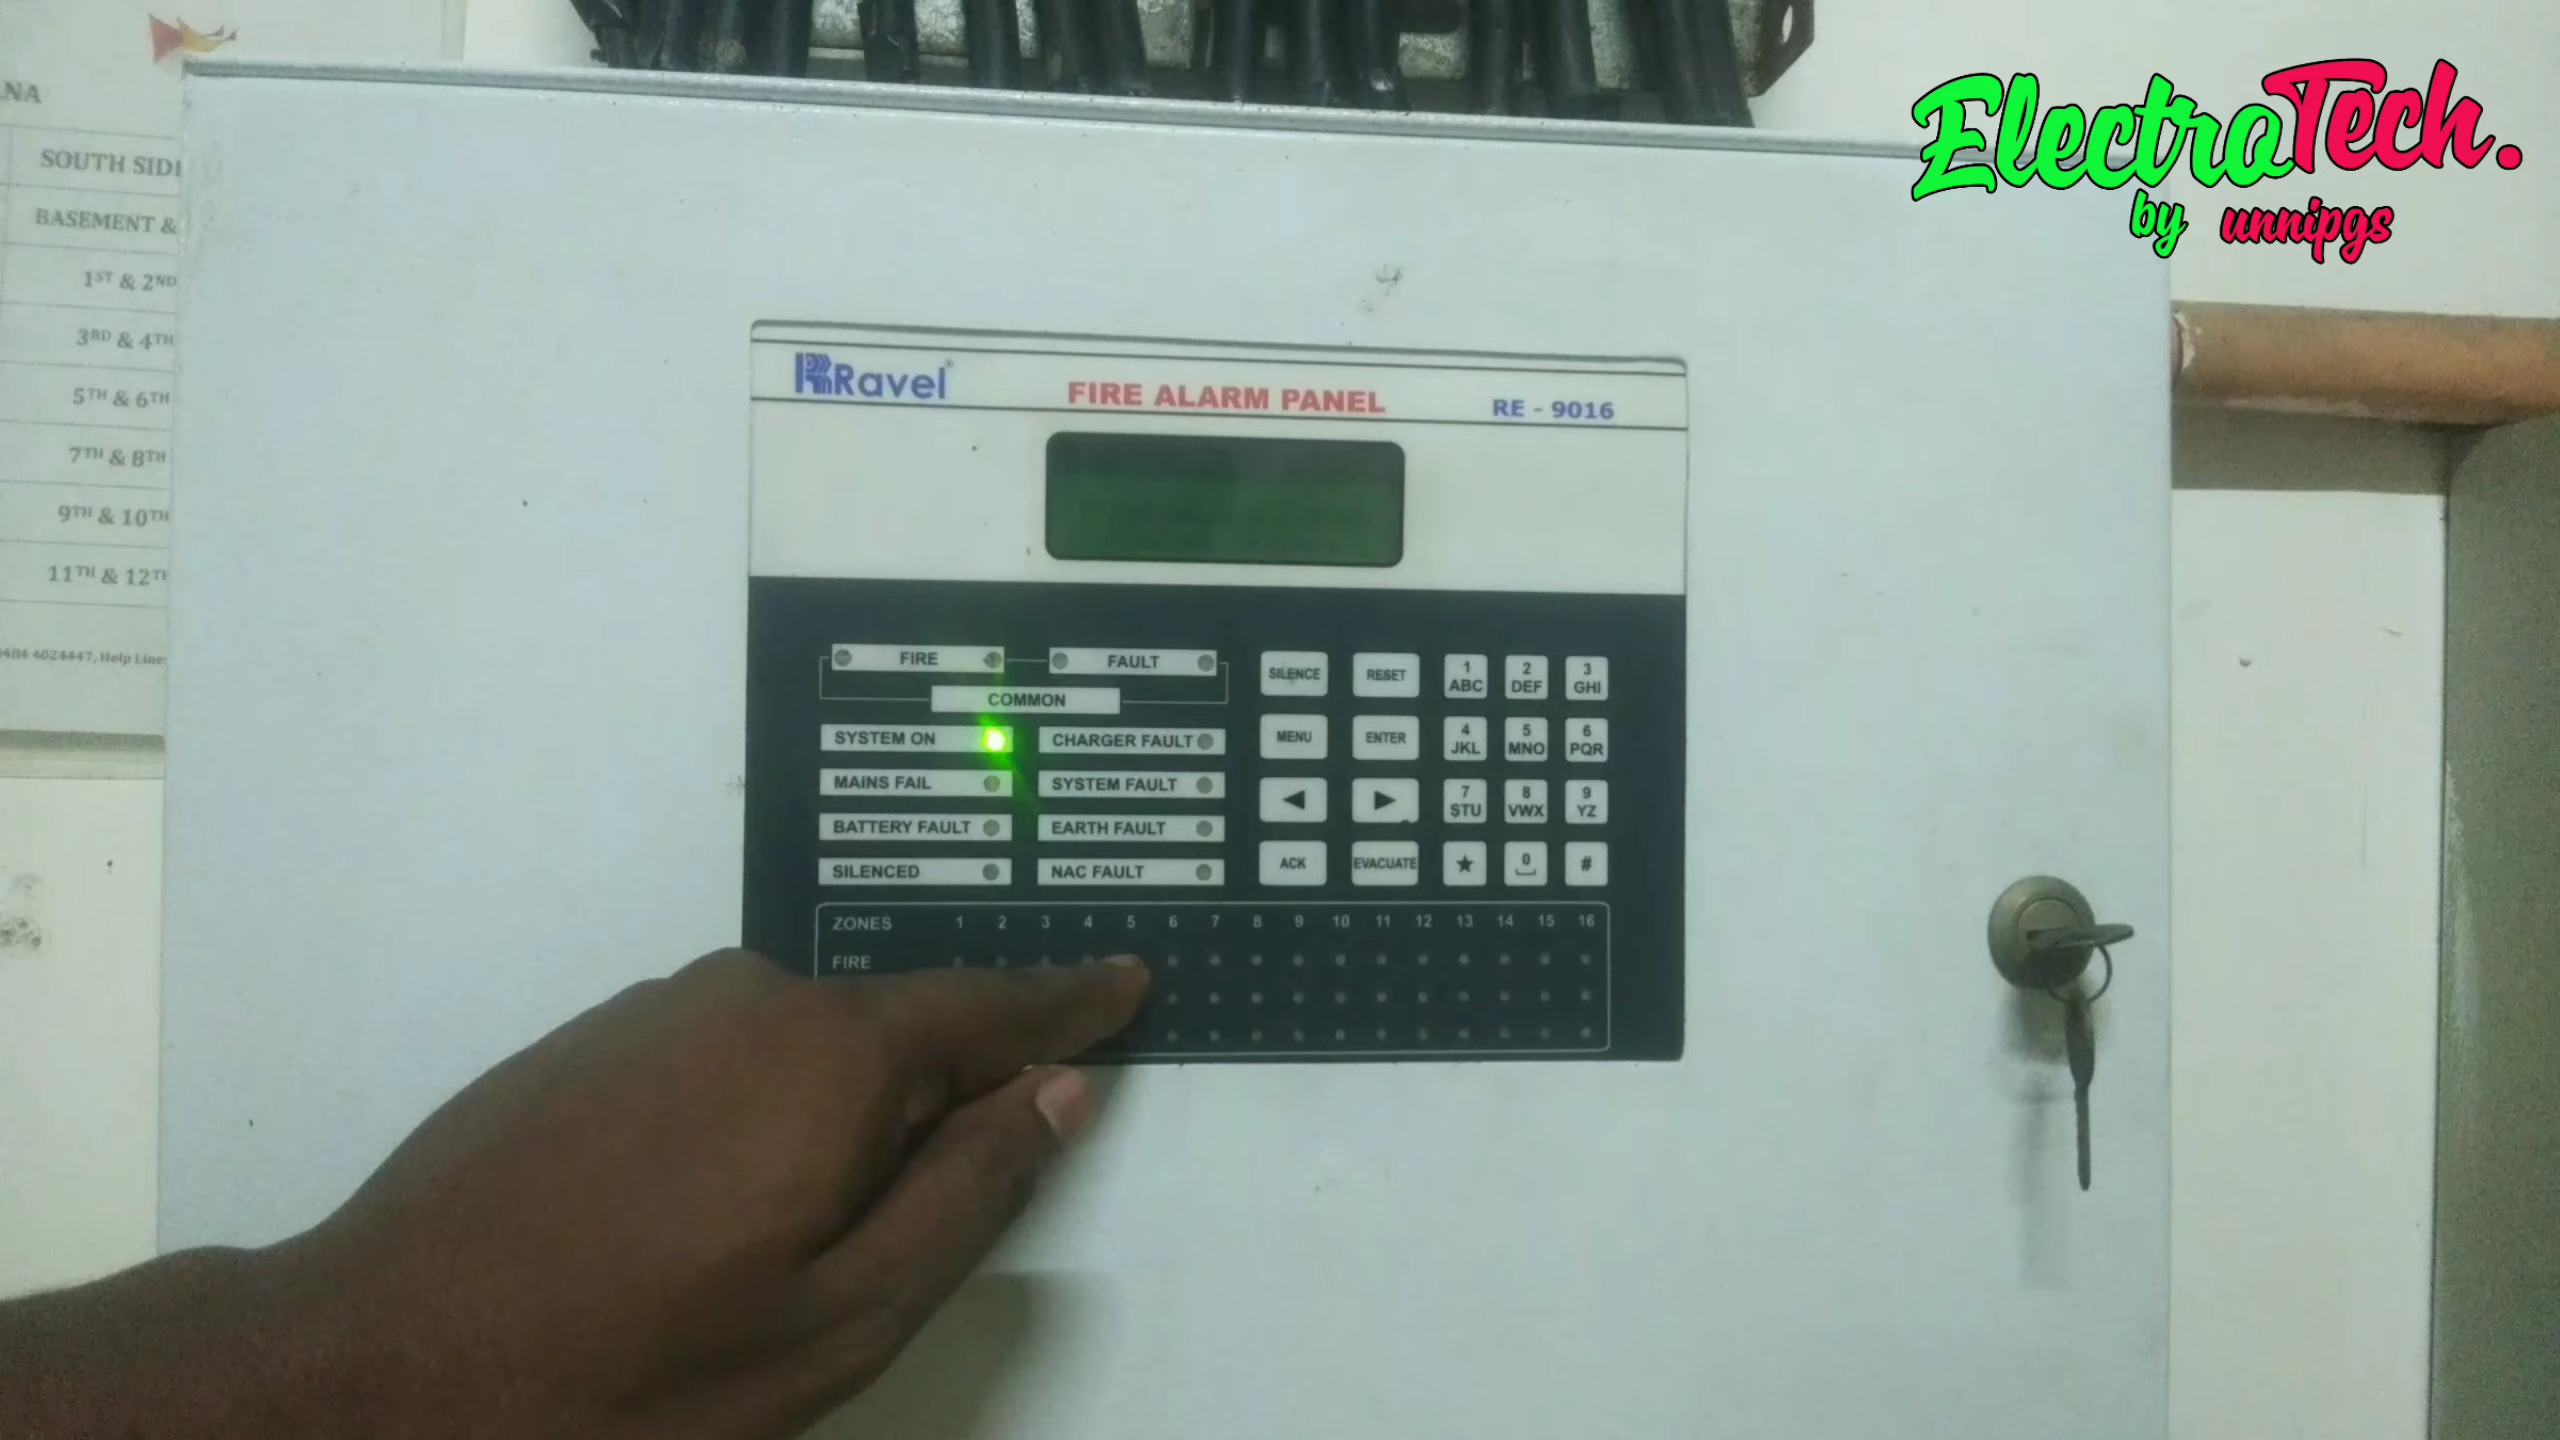 ElectroTech.
by unnipgs
SOUTH
BASEMENT &
1ST & 2ND
3RD & 4TH
5TH & 6TH
7TH & 8TH
9TH & 10TH
11TH & 12TH
4024447, Help Line:
Ravel®
FIRE ALARM PANEL
RE - 9016
FIRE
FAULT
COMMON
SYSTEM ON
CHARGER FAULT
MAINS FAIL
SYSTEM FAULT
BATTERY FAULT
EARTH FAULT
SILENCED
NAC FAULT
SILENCE
RESET
1
ABC
2
DEF
3
GHI
MENU
ENTER
4
JKL
5
MNO
6
PQR
◀
▶
7
STU
8
VWX
9
YZ
ACK
EVACUATE
★
0
#
ZONES 1 2 3 4 5 6 7 8 9 10 11 12 13 14 15 16
FIRE